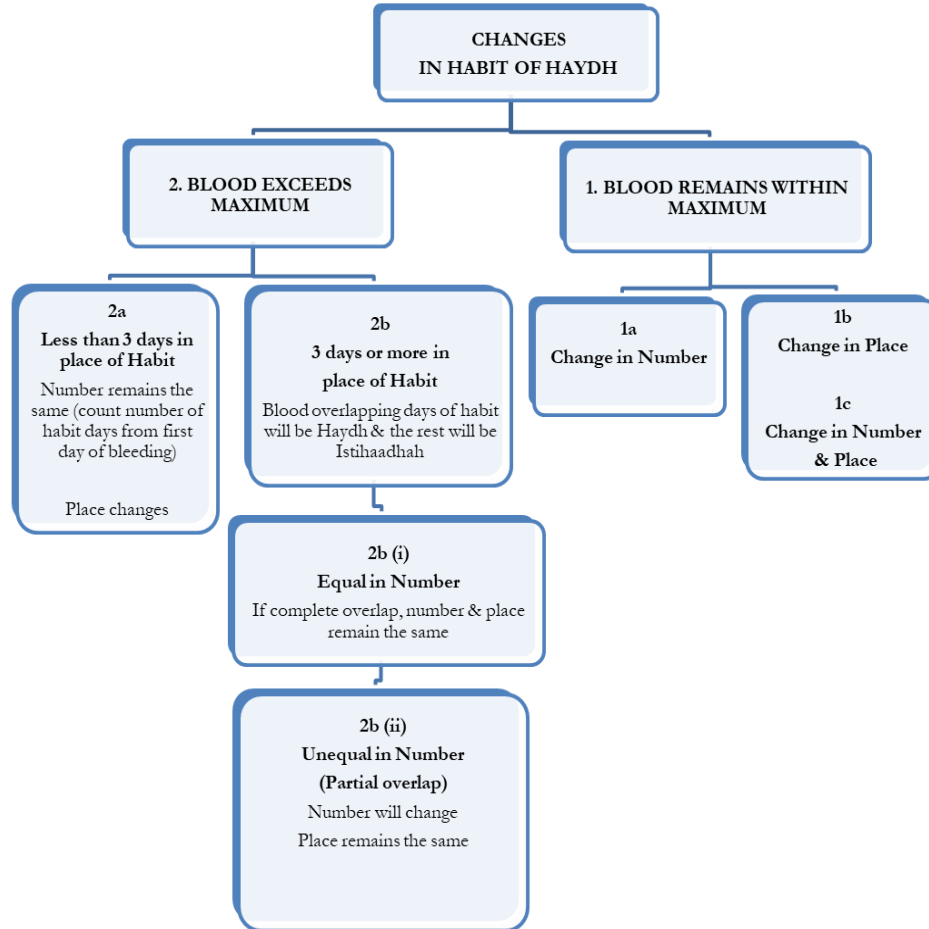 CHANGES
IN HABIT OF HAYDH
2. BLOOD EXCEEDS
MAXIMUM
1. BLOOD REMAINS WITHIN
MAXIMUM
2a
Less than 3 days in
place of Habit
Number remains the
same (count number of
habit days from first
day of bleeding)
Place changes
2b
3 days or more in
place of Habit
Blood overlapping days of habit
will be Haydh & the rest will be
Istihaadhah
1a
Change in Number
1b
Change in Place
1c
Change in Number
& Place
2b (i)
Equal in Number
If complete overlap, number & place
remain the same
2b (ii)
Unequal in Number
(Partial overlap)
Number will change
Place remains the same